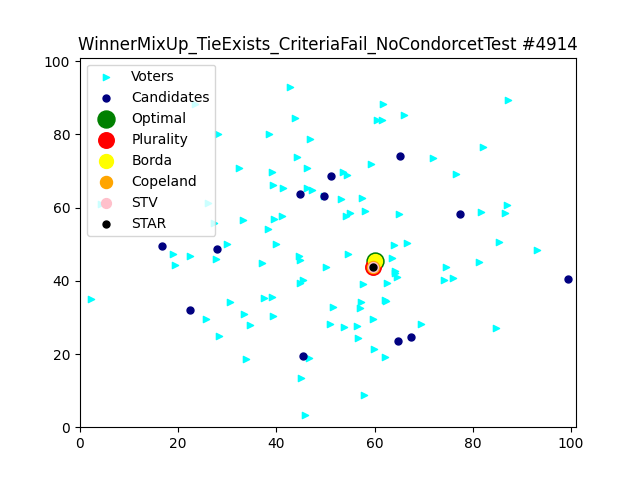 WinnerMixUp_TieExists_CriteriaFail_NoCondorcetTest #4914
100
80
60
40
20
0
0
20
40
60
80
100
Voters
Candidates
Optimal
Plurality
Borda
Copeland
STV
STAR